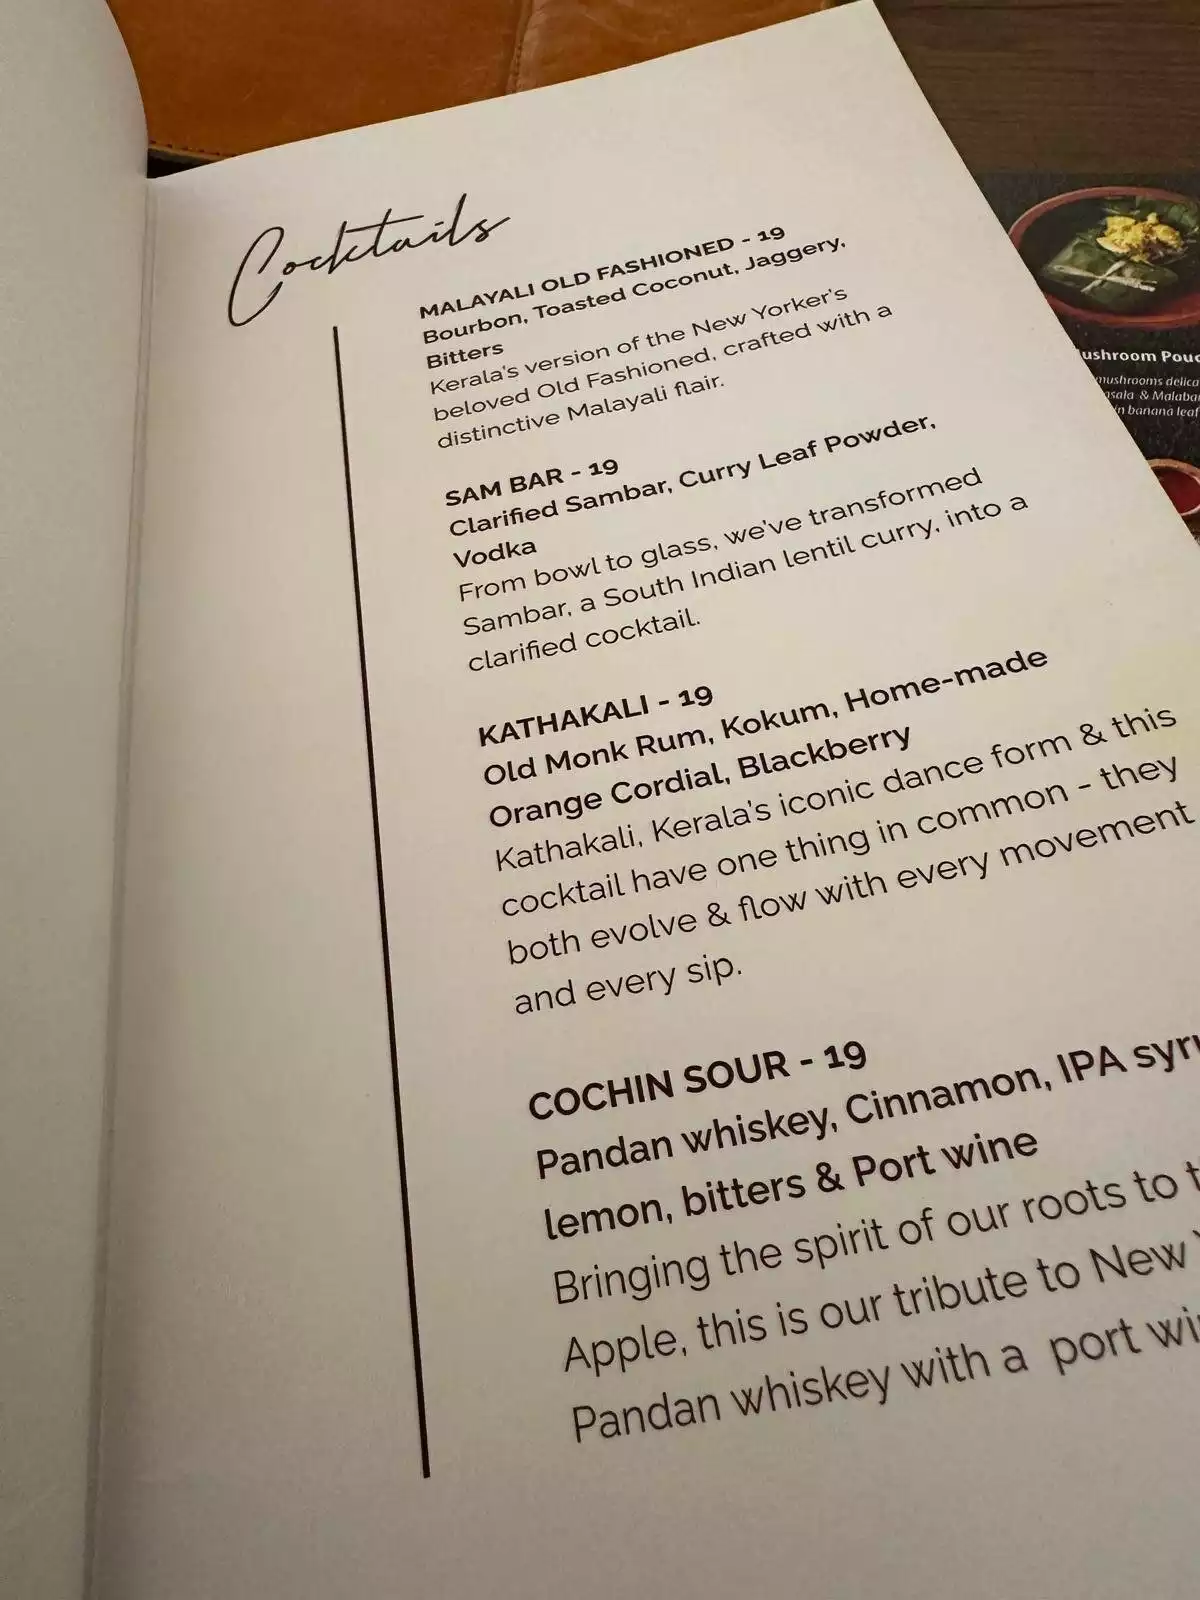 Cocktails
MALAYALI OLD FASHIONED - 19
Bourbon, Toasted Coconut, Jaggery,
Bitters
Kerala's version of the New Yorker's
beloved Old Fashioned, crafted with a
distinctive Malayali flair.
SAM BAR - 19
Clarified Sambar, Curry Leaf Powder,
Vodka
From bowl to glass, we've transformed
Sambar, a South Indian lentil curry, into a
clarified cocktail.
KATHAKALI - 19
Old Monk Rum, Kokum, Home-made
Orange Cordial, Blackberry
Kathakali, Kerala's iconic dance form & this
cocktail have one thing in common - they
both evolve & flow with every movement
and every sip.
COCHIN SOUR - 19
Pandan whiskey, Cinnamon, IPA
lemon, bitters & Port wine
Bringing the spirit of our roots to
Apple, this is our tribute to New
Pandan whiskey with a port
mushrooms
& Malabar
in banana leaf